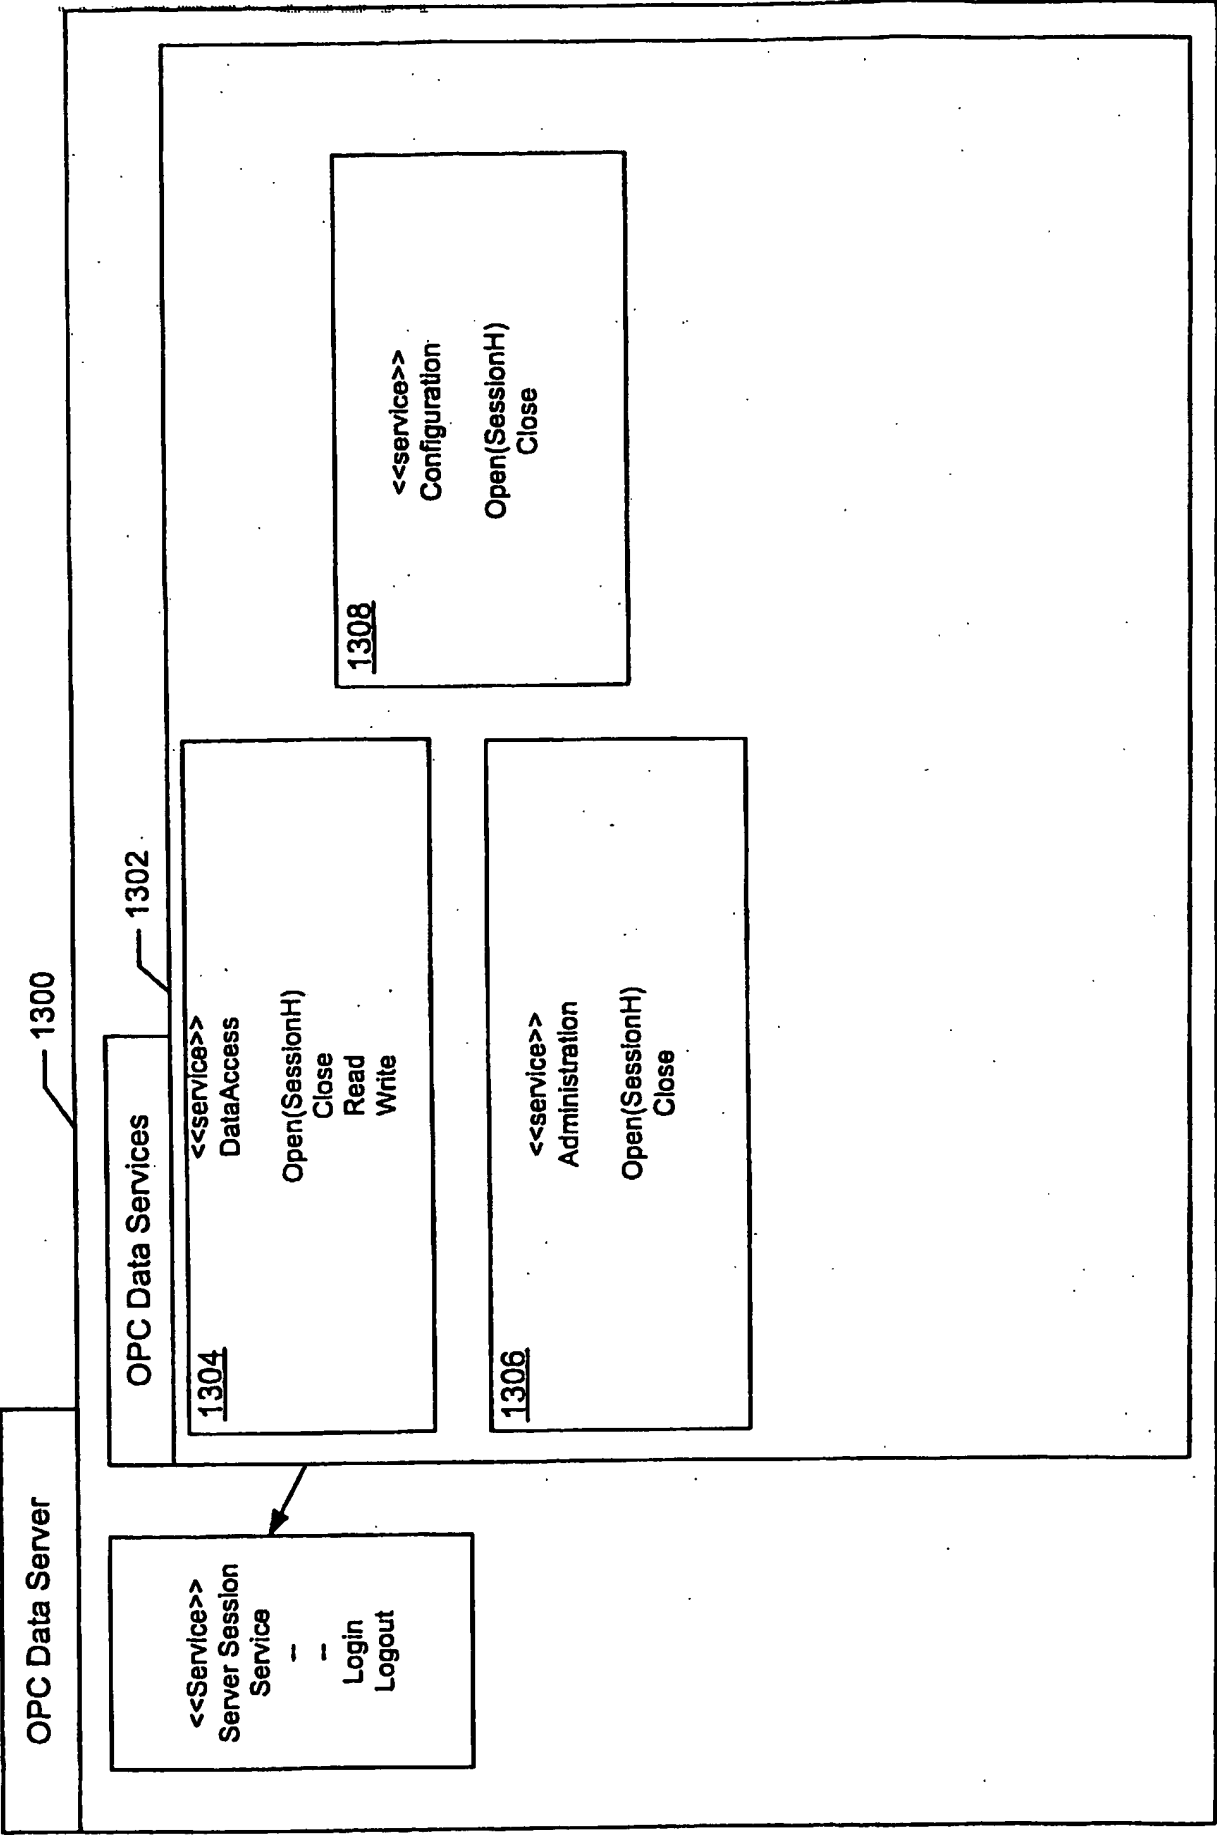 OPC Data Server
1300
OPC Data Services
1302
<<Service>>
Server Session
Service
--
--
Login
Logout
1304
<<service>>
DataAccess
Open(SessionH)
Close
Read
Write
1306
<<service>>
Administration
Open(SessionH)
Close
1308
<<service>>
Configuration
Open(SessionH)
Close